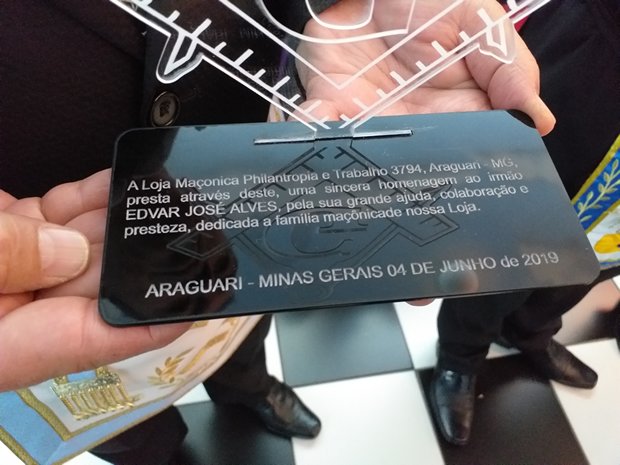 A Loja Maçonica Philantropia e Trabalho 3794, Araguari - MG,
presta através deste, uma sincera homenagem ao irmão
EDVAR JOSÉ ALVES, pela sua grande ajuda, colaboração e
presteza, dedicada a família maçônicade nossa Loja.
ARAGUARI - MINAS GERAIS 04 DE JUNHO de 2019